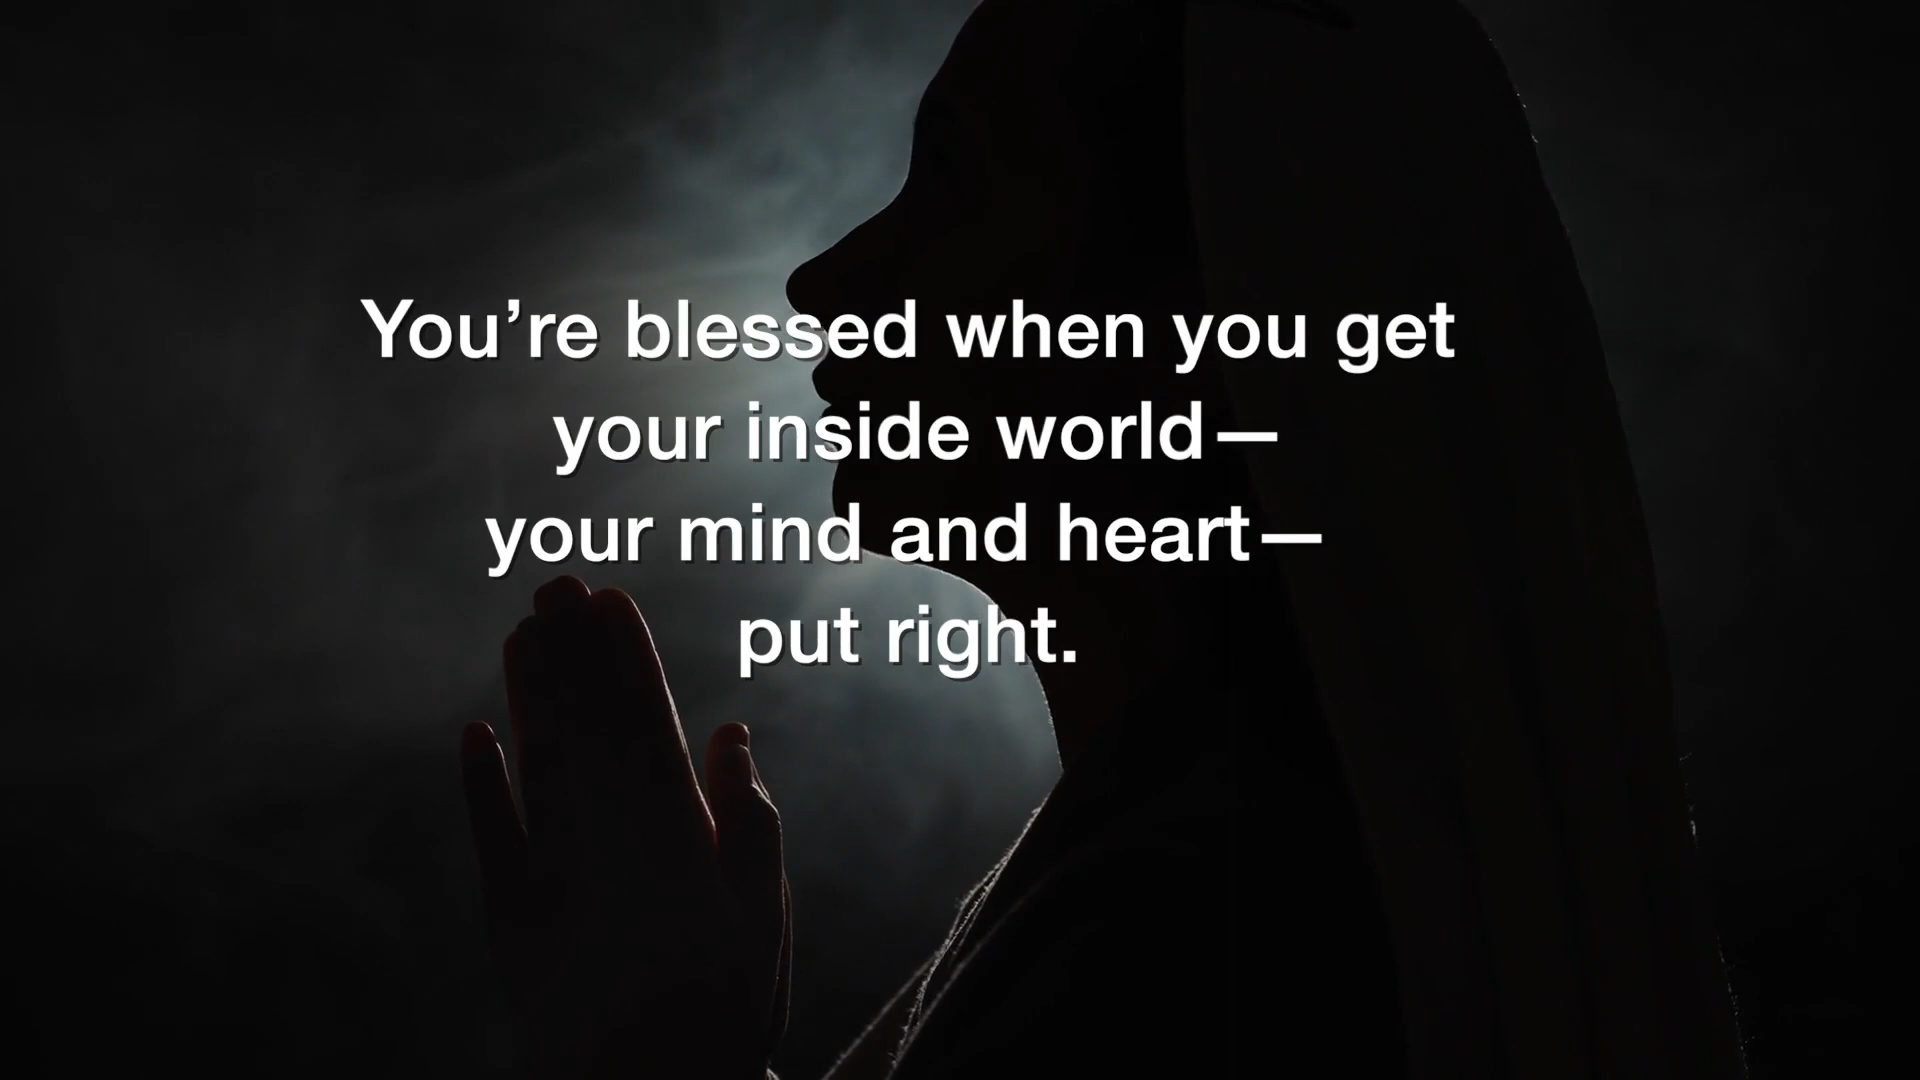 You’re blessed when you get
your inside world—
your mind and heart—
put right.